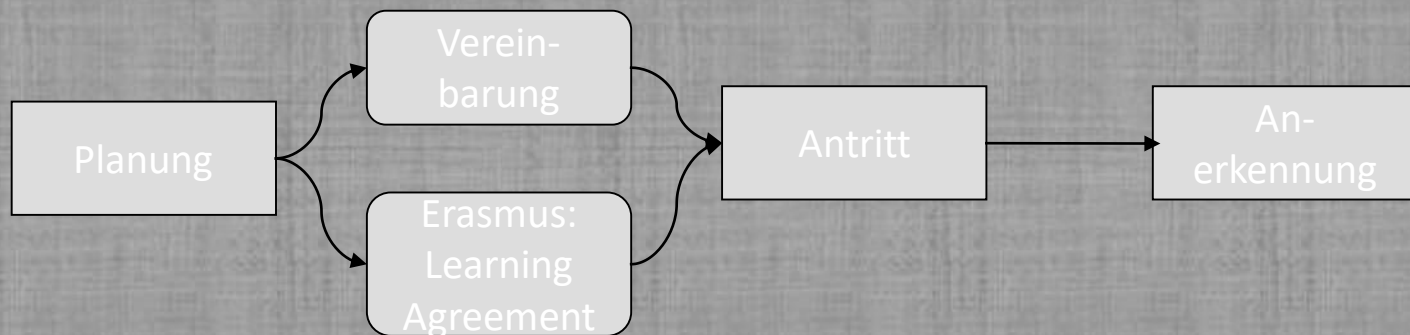 Planung
Verein-
barung
Erasmus:
Learning
Agreement
Antritt
An-
erkennung